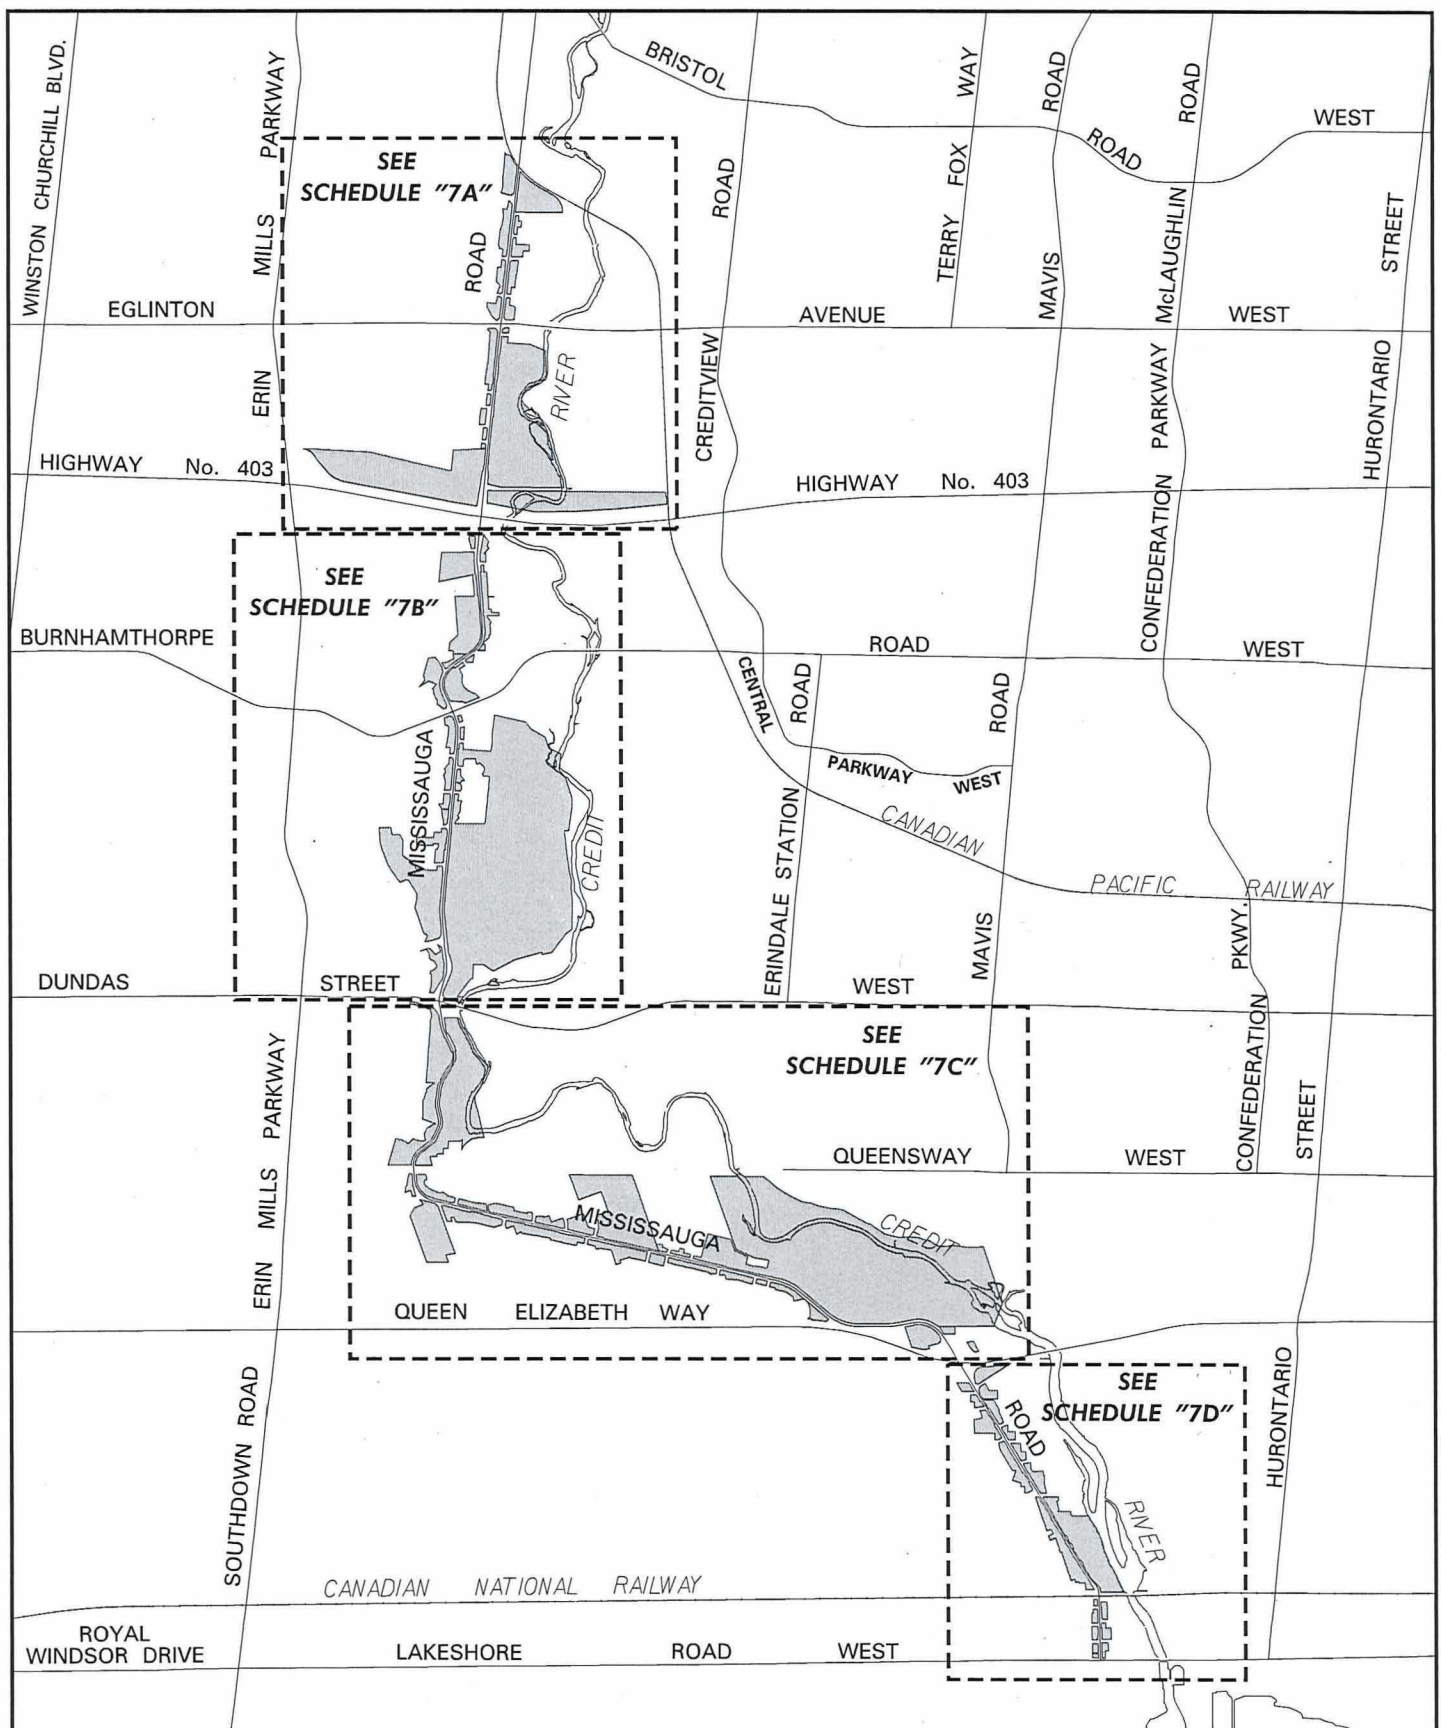 WINSTON CHURCHILL BLVD.
ERIN MILLS PARKWAY
BRISTOL ROAD WEST
SEE
SCHEDULE "7A"
ROAD
CREDITVIEW ROAD
TERRY FOX WAY
MAVIS ROAD
McLAUGHLIN ROAD
HURONTARIO STREET
EGLINTON AVENUE WEST
RIVER
CONFEDERATION PARKWAY
HIGHWAY No. 403
HIGHWAY No. 403
SEE
SCHEDULE "7B"
BURNHAMTHORPE ROAD WEST
CENTRAL PARKWAY WEST
ERINDALE STATION ROAD
MAVIS ROAD
MISSISSAUGA
CREDIT
CANADIAN PACIFIC RAILWAY
DUNDAS STREET WEST
CONFEDERATION PKWY.
ERIN MILLS PARKWAY
SEE
SCHEDULE "7C"
STREET
HURONTARIO
QUEENSWAY WEST
MISSISSAUGA
CREDIT
QUEEN ELIZABETH WAY
SOUTHDOWN ROAD
SEE
SCHEDULE "7D"
ROAD
RIVER
CANADIAN NATIONAL RAILWAY
ROYAL
WINDSOR DRIVE
LAKESHORE ROAD WEST